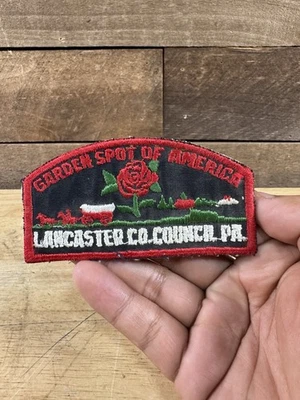 GARDEN SPOT OF AMERICA
LANCASTER CO. COUNCIL PA.